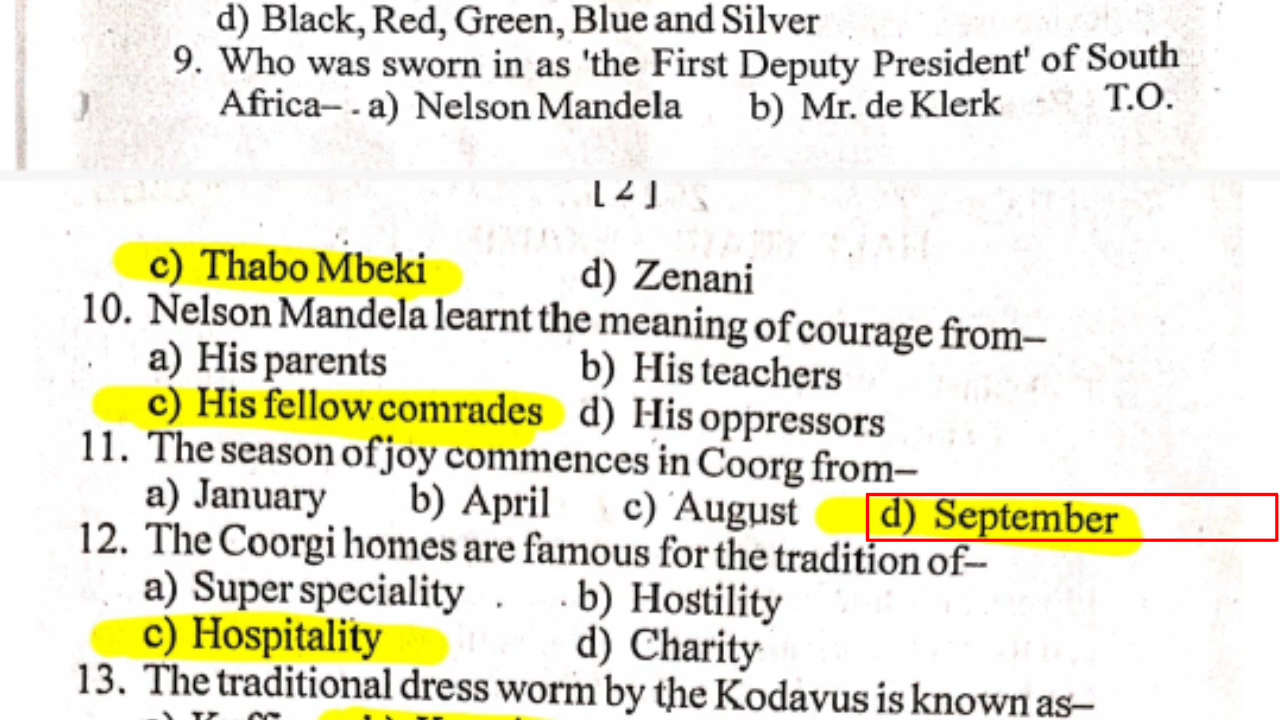 d) Black, Red, Green, Blue and Silver
9. Who was sworn in as 'the First Deputy President' of South
Africa– . a) Nelson Mandela b) Mr. de Klerk T.O.
[ 2 ]
c) Thabo Mbeki d) Zenani
10. Nelson Mandela learnt the meaning of courage from–
a) His parents b) His teachers
c) His fellow comrades d) His oppressors
11. The season of joy commences in Coorg from–
a) January b) April c) August d) September
12. The Coorgi homes are famous for the tradition of–
a) Super speciality b) Hostility
c) Hospitality d) Charity
13. The traditional dress worm by the Kodavus is known as–